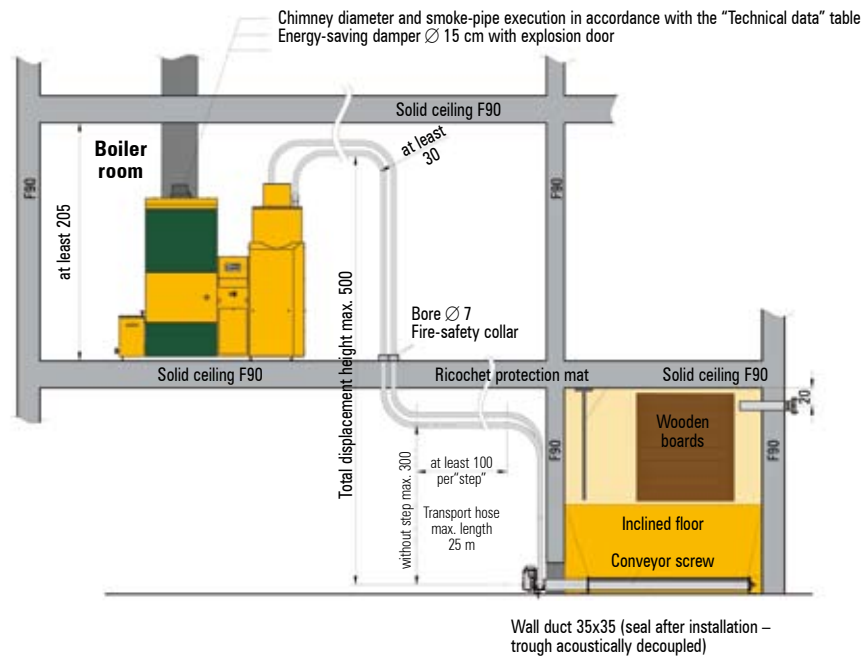 Chimney diameter and smoke-pipe execution in accordance with the “Technical data” table
Energy-saving damper ∅ 15 cm with explosion door
Solid ceiling F90
Boiler
room
at least
30
F90
F90
at least 205
Total displacement height max. 500
Bore ∅ 7
Fire-safety collar
Solid ceiling F90
Ricochet protection mat
Solid ceiling F90
20
Wooden
boards
F90
F90
without step max. 300
at least 100
per“step”
Transport hose
max. length
25 m
Inclined floor
Conveyor screw
Wall duct 35x35 (seal after installation –
trough acoustically decoupled)